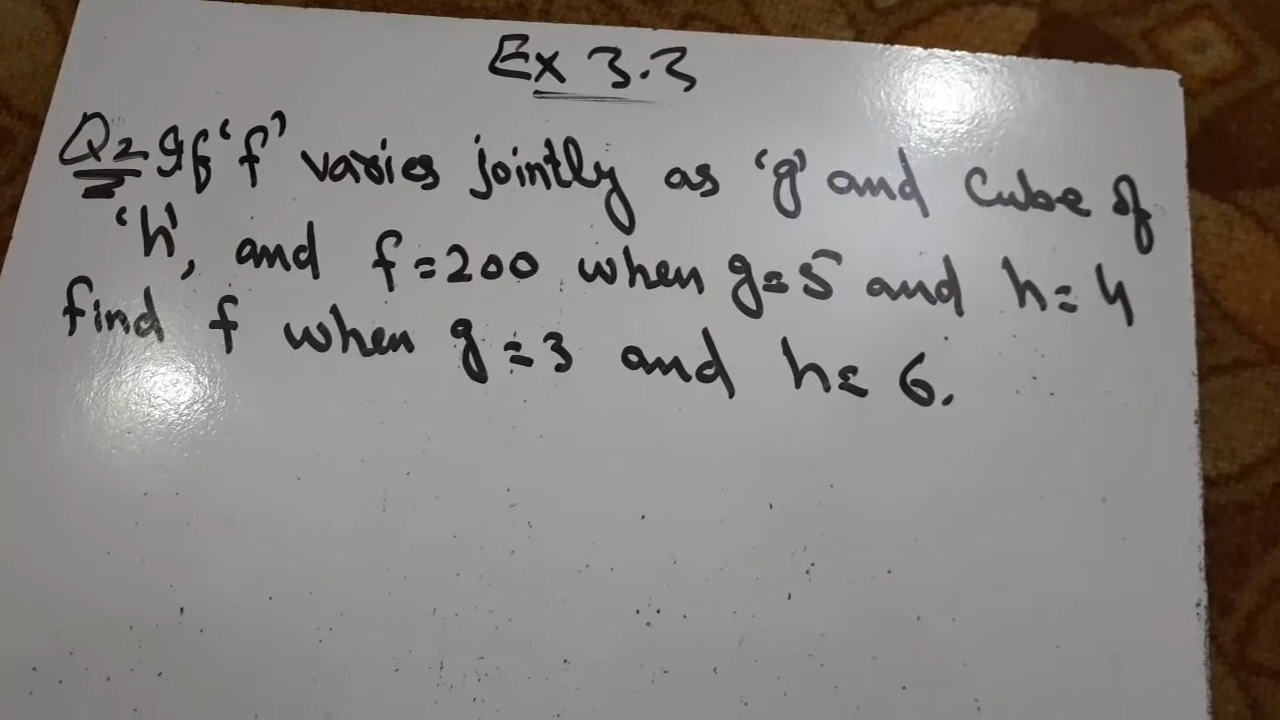 Ex 3.3
Q2 If 'f' varies jointly as 'g' and Cube of
'h', and f=200 when g=5 and h=4
find f when g=3 and h= 6.